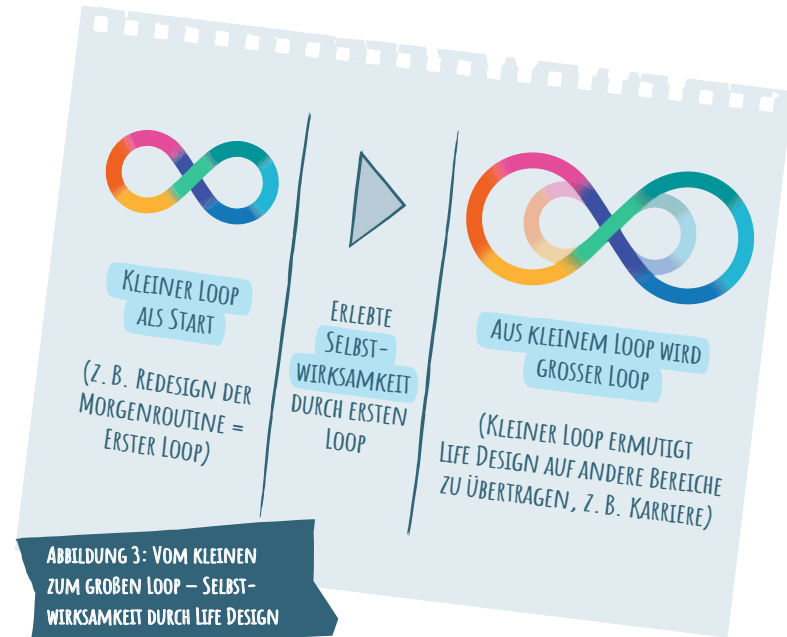 Kleiner Loop
als Start
(z. B. Redesign der
Morgenroutine =
Erster Loop)
Erlebte
Selbst-
wirksamkeit
durch ersten
Loop
Aus kleinem Loop wird
grosser Loop
(Kleiner Loop ermutigt
Life Design auf andere Bereiche
zu übertragen, z. B. Karriere)
Abbildung 3: Vom kleinen
zum großen Loop – Selbst-
wirksamkeit durch Life Design